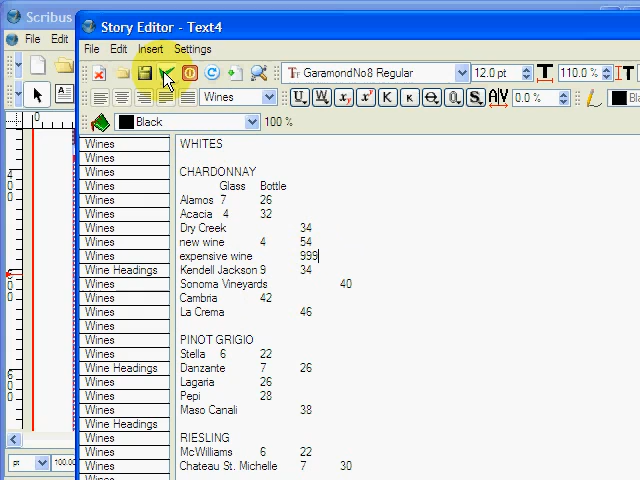 Scribus
Story Editor - Text4
File Edit
File Edit Insert Settings
GaramondNo8 Regular 12.0 pt 110.0 %
Wines 0.0 %
Black 100 %
0
Wines WHITES
Wines
Wines CHARDONNAY
Wines Glass Bottle
Wines Alamos 7 26
Wines Acacia 4 32
Wines Dry Creek 34
Wines new wine 4 54
Wines expensive wine 999
Wine Headings Kendell Jackson 9 34
Wines Sonoma Vineyards 40
Wines Cambria 42
Wines La Crema 46
Wines
Wines PINOT GRIGIO
Wines Stella 6 22
Wine Headings Danzante 7 26
Wines Lagaria 26
Wines Pepi 28
Wines Maso Canali 38
Wine Headings
Wines RIESLING
Wines McWilliams 6 22
Wines Chateau St. Michelle 7 30
pt 100.00